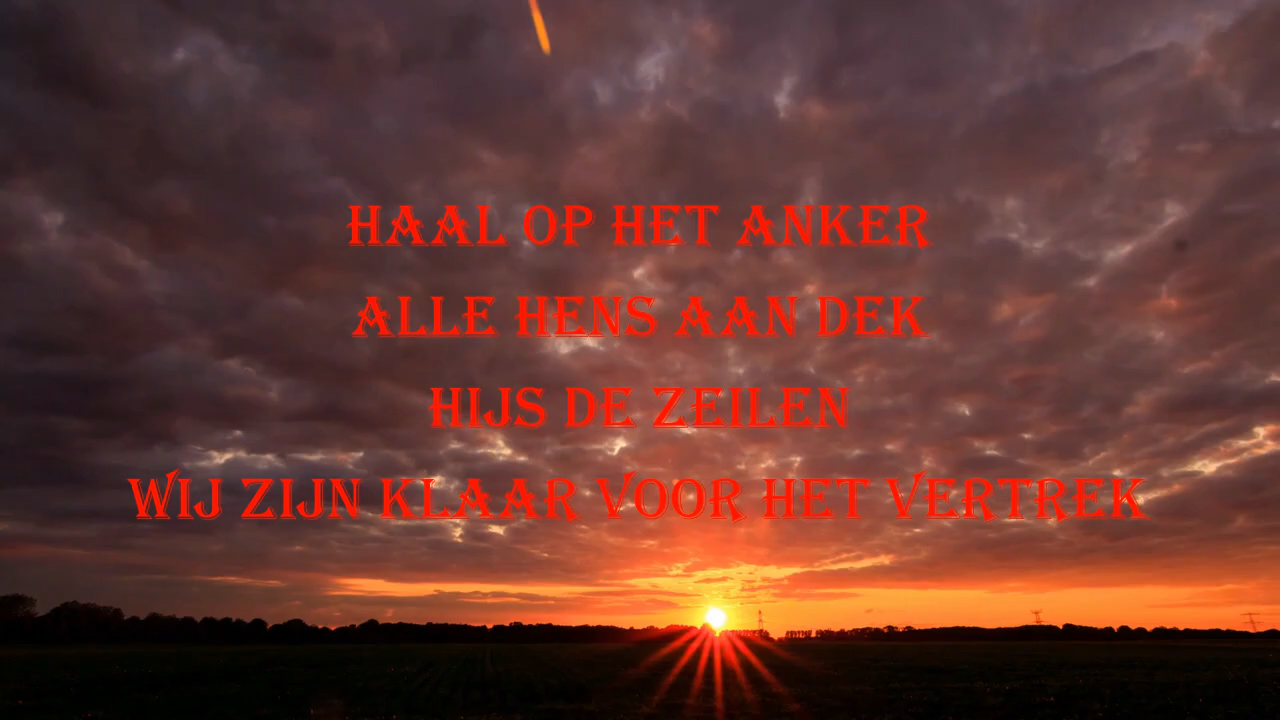 HAAL OP HET ANKER
ALLE HENS AAN DEK
HIJS DE ZEILEN
WIJ ZIJN KLAAR VOOR HET VERTREK